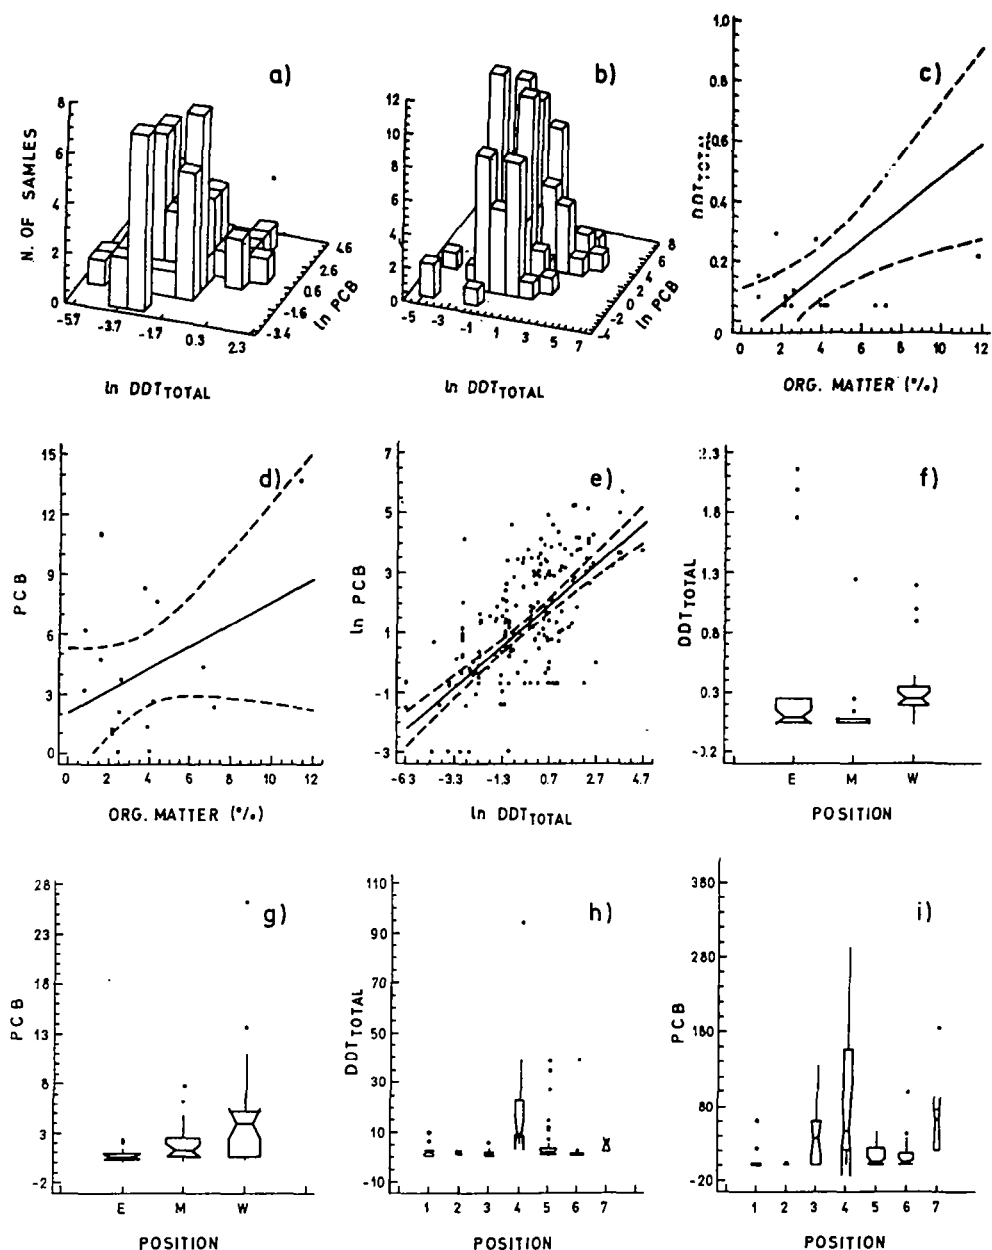 a)
N. OF SAMLES
8
6
4
2
0
-5.7
-3.7
-1.7
0.3
2.3
4.6
2.6
0.6
-1.6
-3.4
ln PCB
ln DDT TOTAL
b)
12
10
8
6
4
2
0
-5
-3
-1
1
3
5
7
8
6
4
2
0
-2
-4
ln PCB
ln DDT TOTAL
c)
DDT TOTAL
1.0
0.8
0.6
0.4
0.2
0
0 2 4 6 8 10 12
ORG. MATTER (%)
d)
PCB
15
12
9
6
3
0
0 2 4 6 8 10 12
ORG. MATTER (%)
e)
ln PCB
7
5
3
1
-1
-3
-6.3 -3.3 -1.3 0.7 2.7 4.7
ln DDT TOTAL
f)
DDT TOTAL
2.3
1.8
1.3
0.8
0.3
-0.2
E M W
POSITION
g)
PCB
28
23
18
13
8
3
-2
E M W
POSITION
h)
DDT TOTAL
110
90
70
50
30
10
-10
1 2 3 4 5 6 7
POSITION
i)
PCB
380
280
180
80
-20
1 2 3 4 5 6 7
POSITION